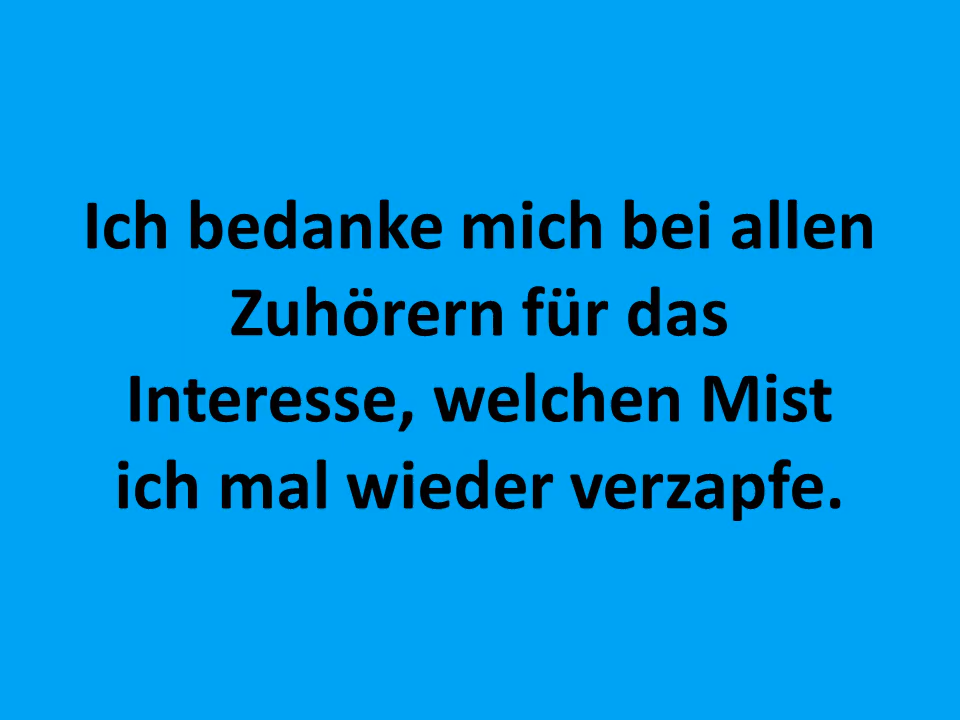 Ich bedanke mich bei allen
Zuhörern für das
Interesse, welchen Mist
ich mal wieder verzapfe.